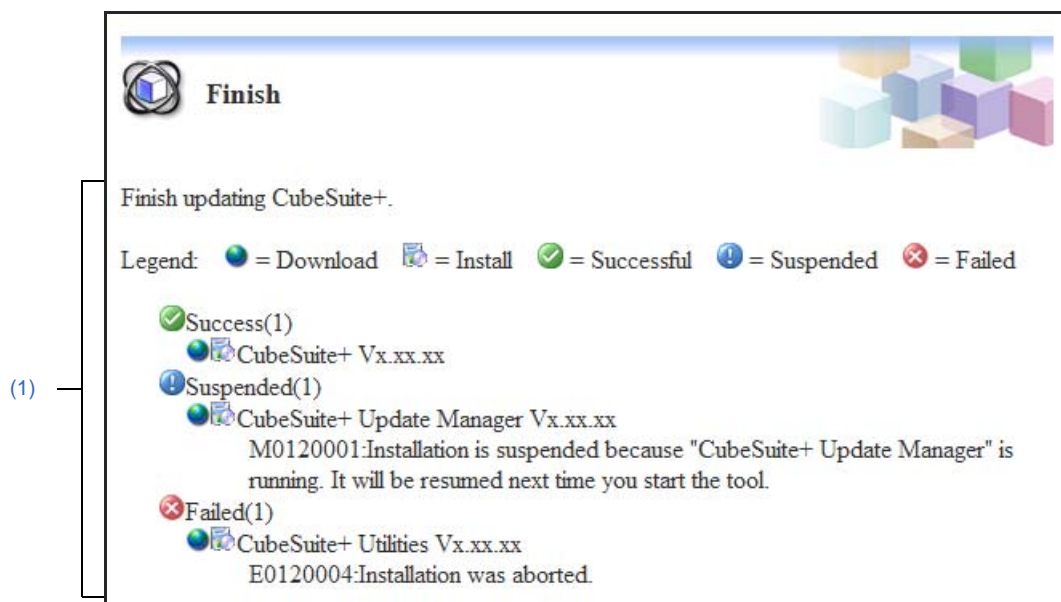 Finish
Finish updating CubeSuite+.
Legend: = Download = Install = Successful = Suspended = Failed
Success(1)
CubeSuite+ Vx.xx.xx
(1)
Suspended(1)
CubeSuite+ Update Manager Vx.xx.xx
M0120001:Installation is suspended because "CubeSuite+ Update Manager" is
running. It will be resumed next time you start the tool.
Failed(1)
CubeSuite+ Utilities Vx.xx.xx
E0120004:Installation was aborted.